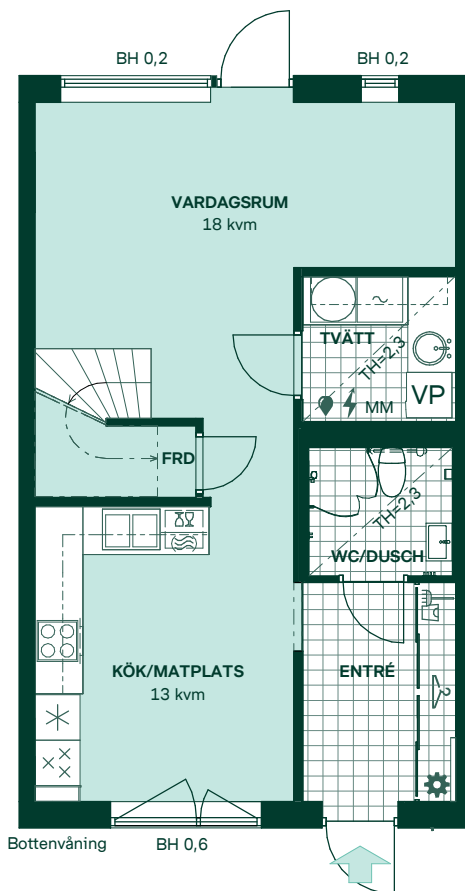 BH 0,2
BH 0,2
VARDAGSRUM
18 kvm
TVÄTT
TH=2,3
VP
MM
FRD
TH=2,3
WC/DUSCH
KÖK/MATPLATS
13 kvm
ENTRÉ
Bottenvåning
BH 0,6